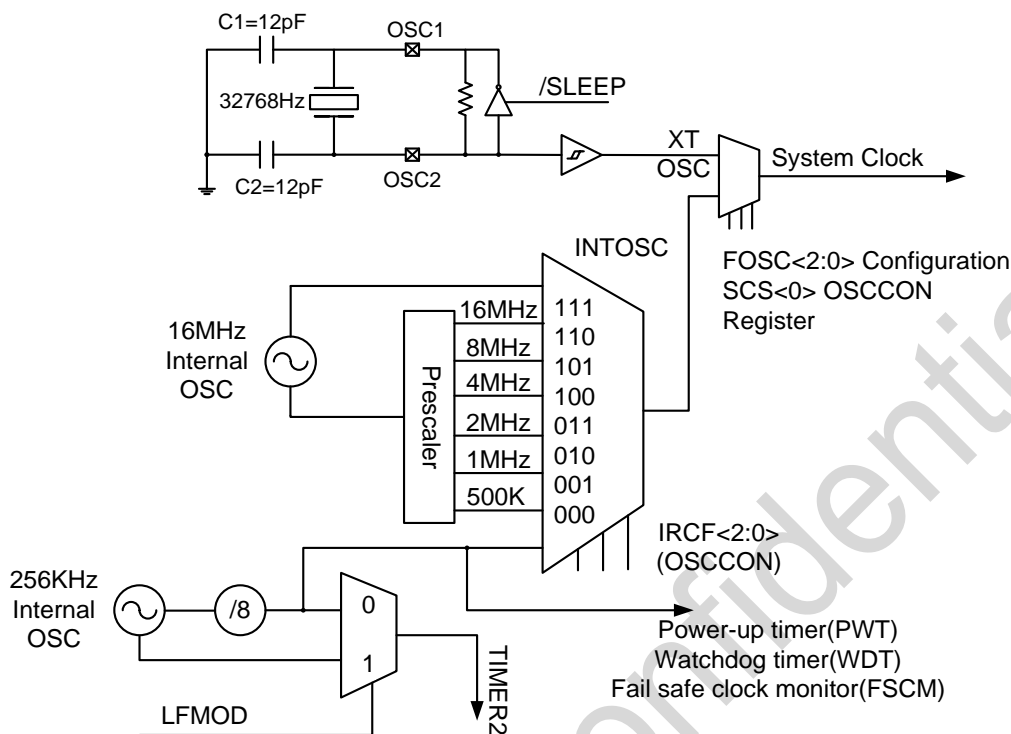 C1=12pF
OSC1
32768Hz
/SLEEP
C2=12pF
OSC2
XT
OSC
System Clock
FOSC<2:0> Configuration
SCS<0> OSCCON
Register
INTOSC
16MHz
Internal
OSC
Prescaler
16MHz
8MHz
4MHz
2MHz
1MHz
500K
111
110
101
100
011
010
001
000
IRCF<2:0>
(OSCCON)
256KHz
Internal
OSC
/8
0
1
LFMOD
TIMER2
Power-up timer(PWT)
Watchdog timer(WDT)
Fail safe clock monitor(FSCM)